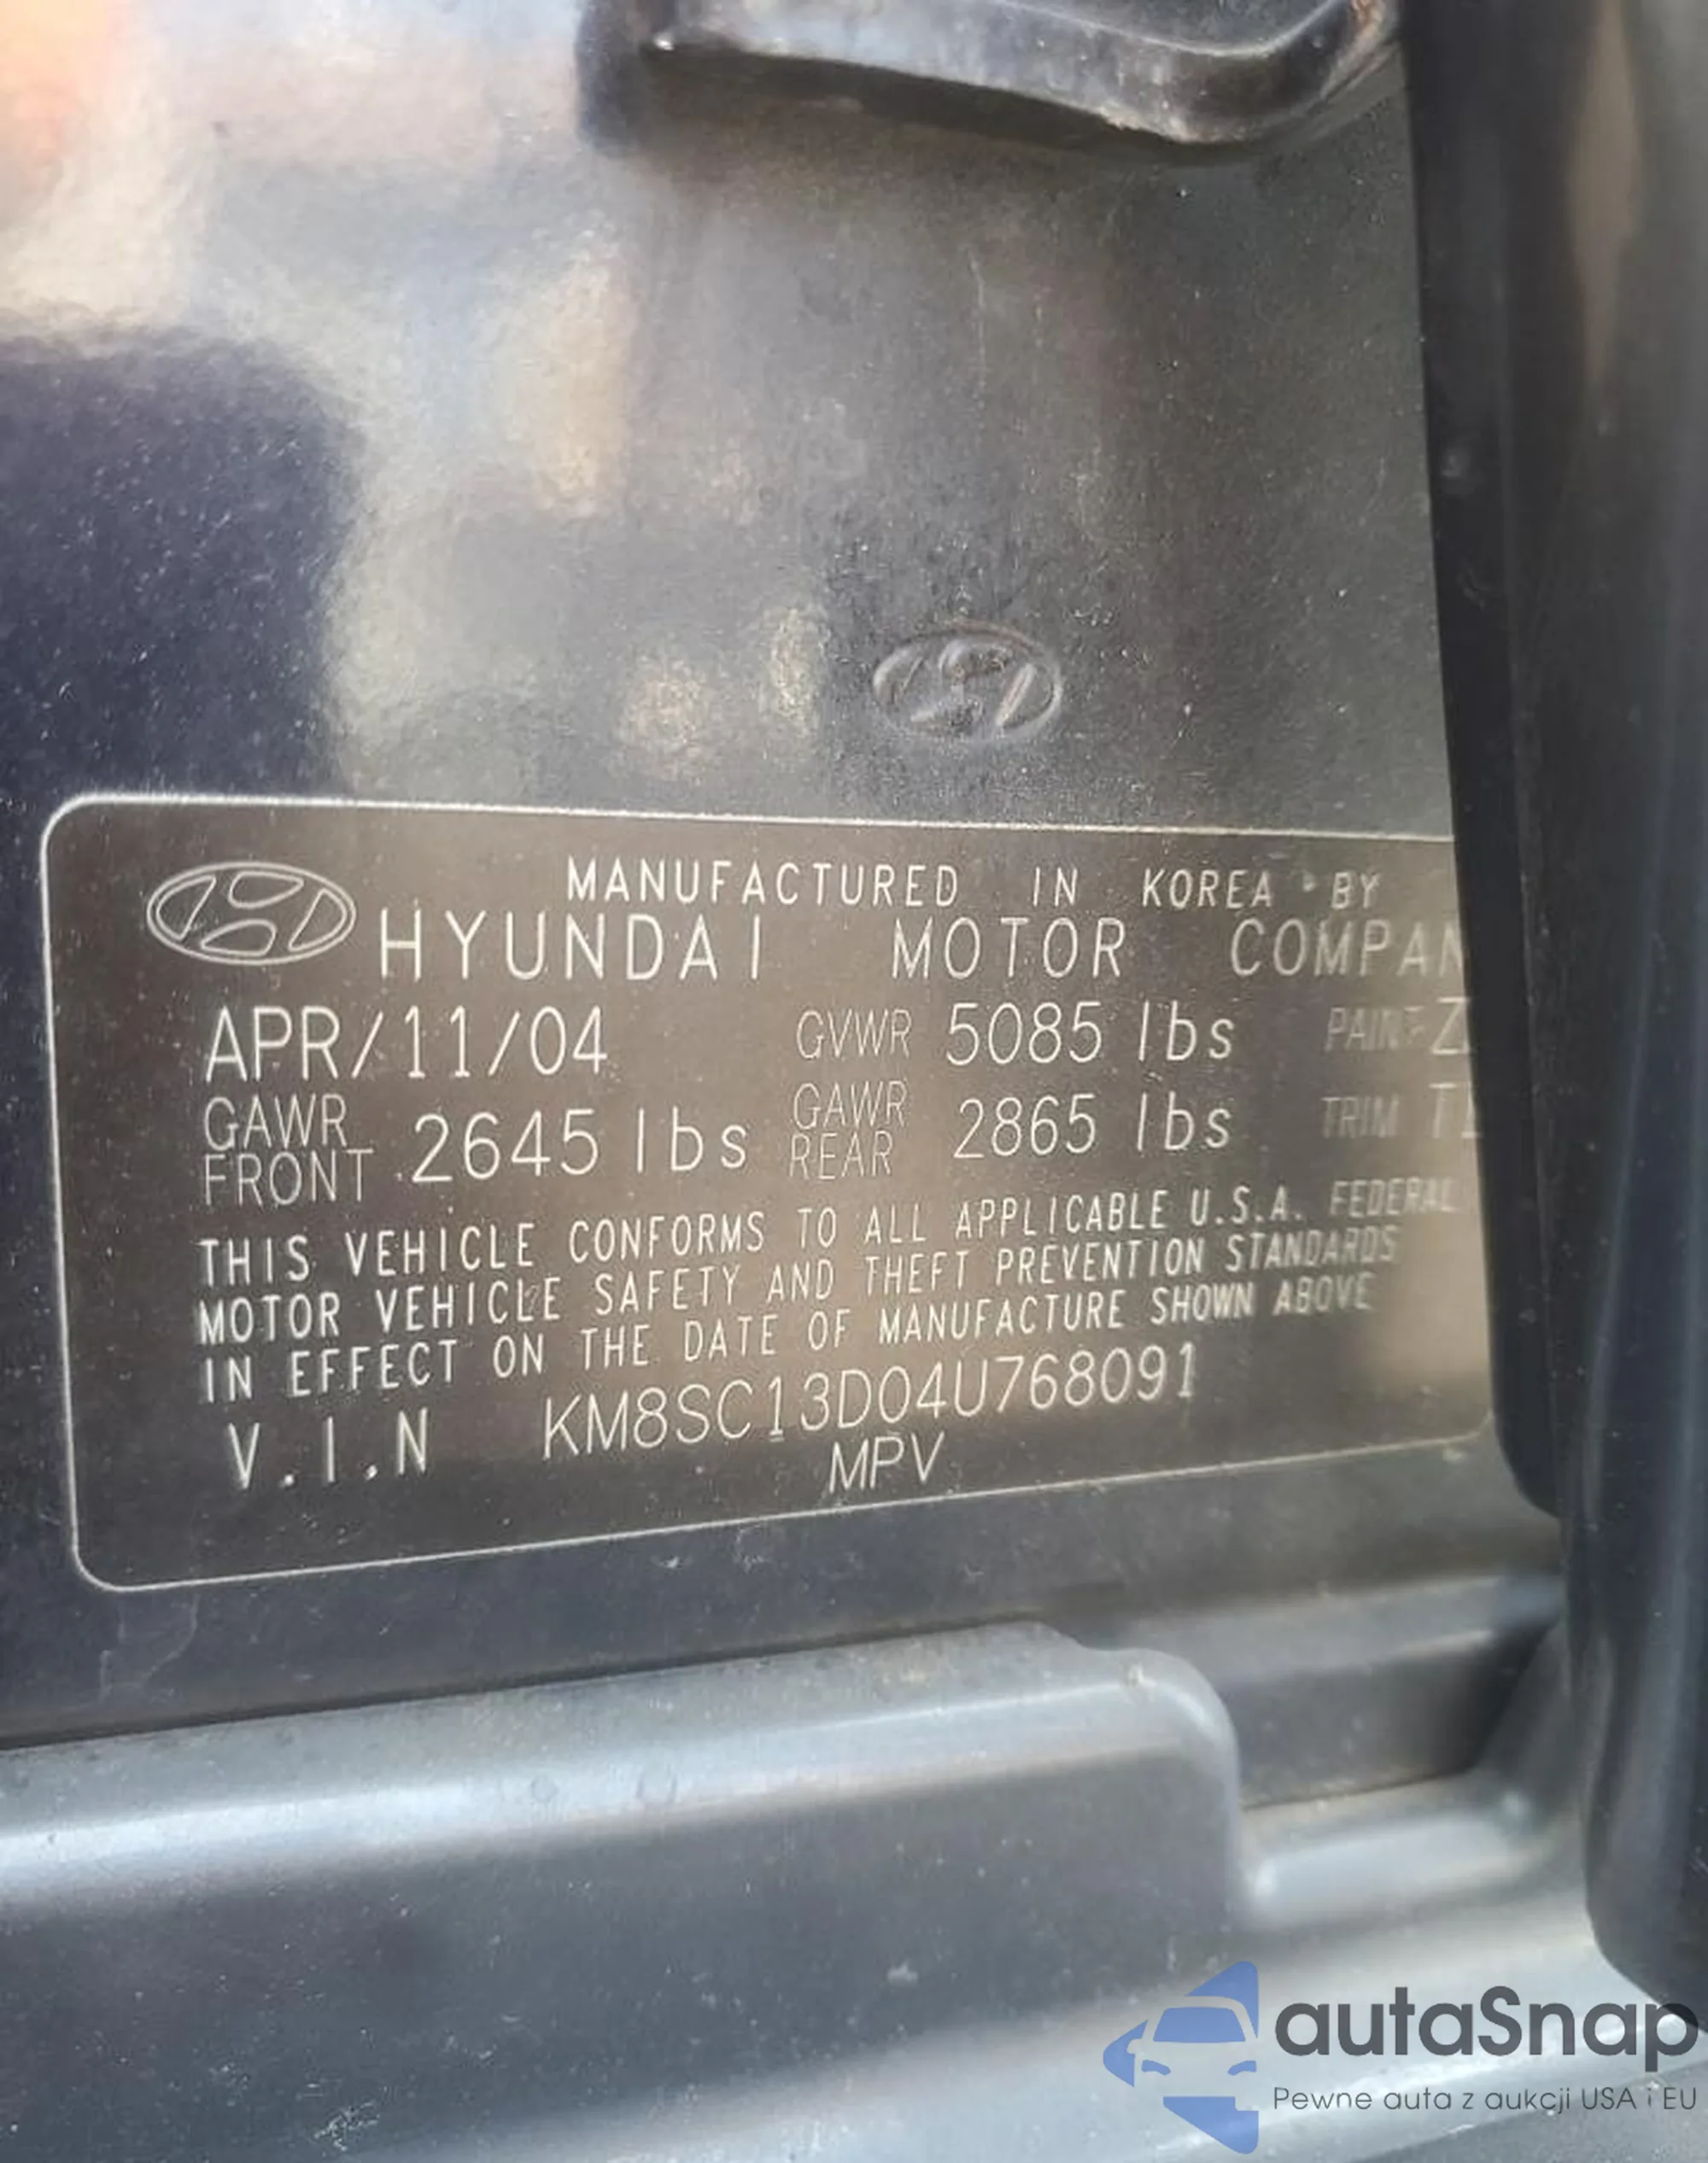 MANUFACTURED IN KOREA BY
HYUNDAI MOTOR
APR/11/04 GVWR 5085 lbs PAINT
GAWR FRONT 2645 lbs GAWR REAR 2865 lbs TRIM
THIS VEHICLE CONFORMS TO ALL APPLICABLE U.S.A. FEDERAL
MOTOR VEHICLE SAFETY AND THEFT PREVENTION STANDARDS
IN EFFECT ON THE DATE OF MANUFACTURE SHOWN ABOVE
V.I.N KM8SC13D04U768091
MPV
autaSnap
Pewne auta z aukcji USA i EU